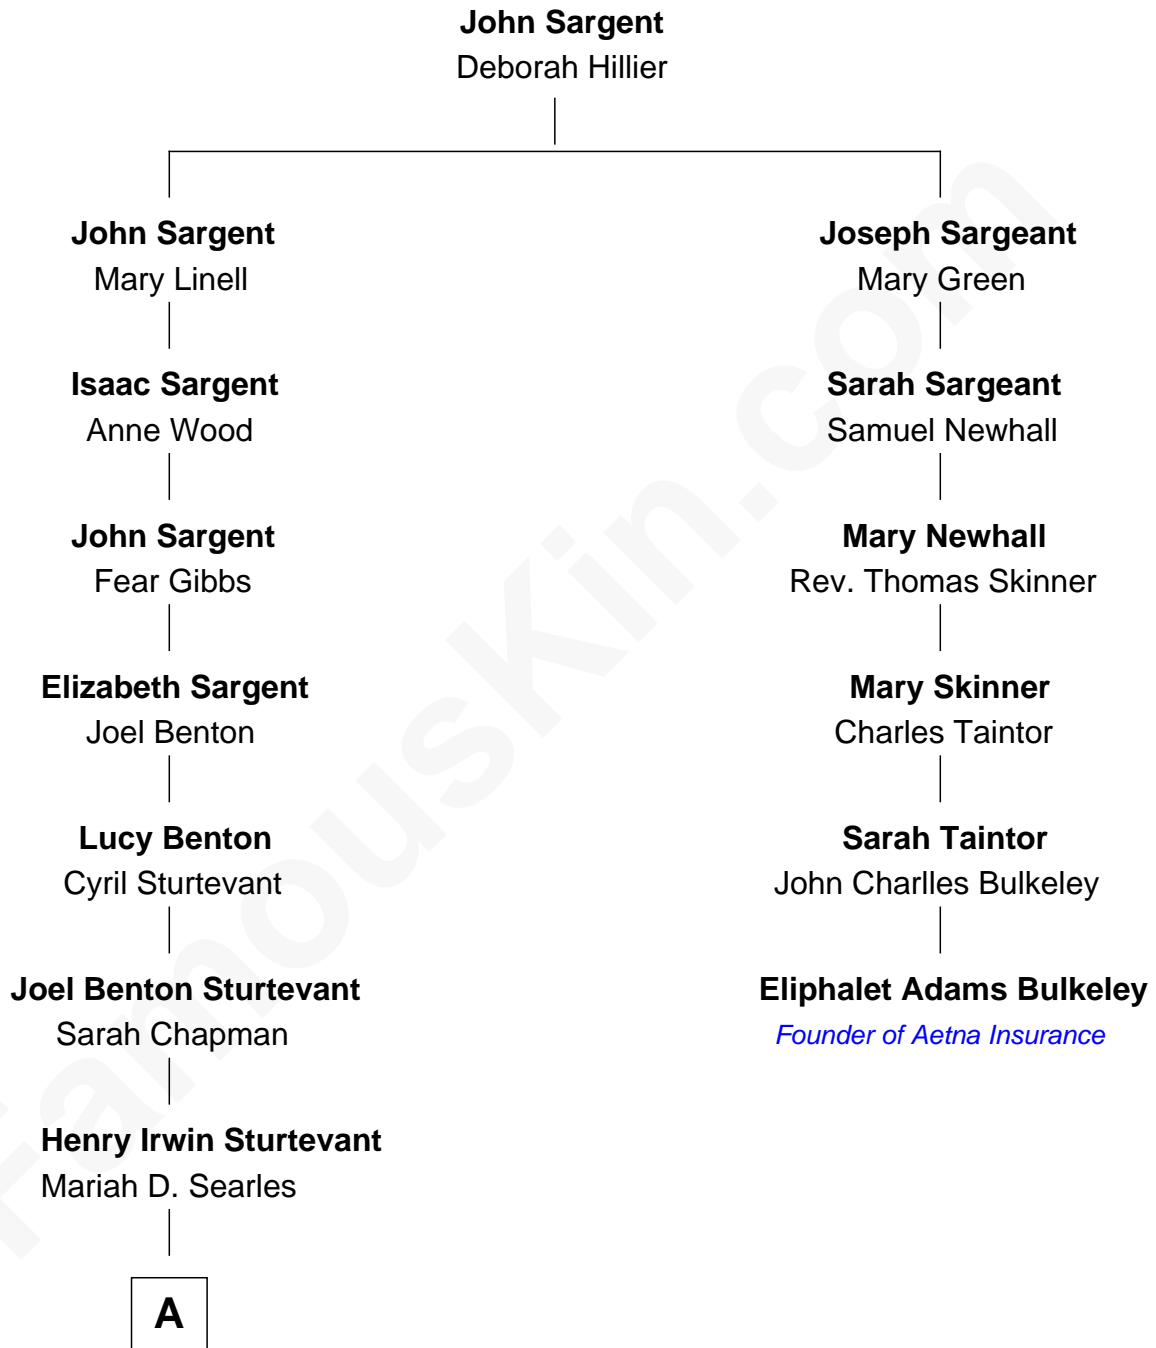 John Sargent
Deborah Hillier
John Sargent
Mary Linell
Joseph Sargeant
Mary Green
Isaac Sargent
Anne Wood
Sarah Sargeant
Samuel Newhall
John Sargent
Fear Gibbs
Mary Newhall
Rev. Thomas Skinner
Elizabeth Sargent
Joel Benton
Mary Skinner
Charles Taintor
Lucy Benton
Cyril Sturtevant
Sarah Taintor
John Charlles Bulkeley
Joel Benton Sturtevant
Sarah Chapman
Eliphalet Adams Bulkeley
Founder of Aetna Insurance
Henry Irwin Sturtevant
Mariah D. Searles
A
FamousKin.com